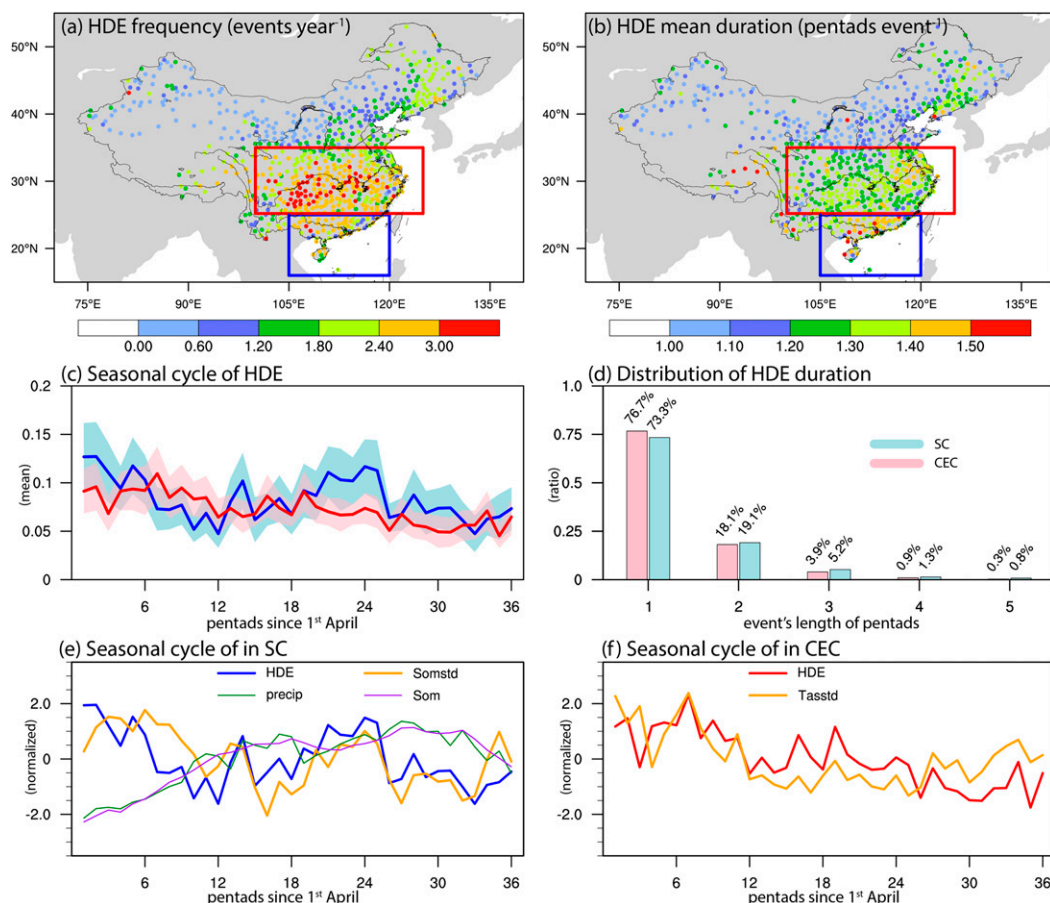 (a) HDE frequency (events year-1)
50°N
40°N
30°N
20°N
75°E 90°E 105°E 120°E 135°E
0.00 0.60 1.20 1.80 2.40 3.00
(b) HDE mean duration (pentads event-1)
50°N
40°N
30°N
20°N
75°E 90°E 105°E 120°E 135°E
1.00 1.10 1.20 1.30 1.40 1.50
(c) Seasonal cycle of HDE
0.2
0.15
0.1
0.05
0
(mean)
6 12 18 24 30 36
pentads since 1st April
(d) Distribution of HDE duration
1.0
0.75
0.5
0.25
0
(ratio)
76.7% 73.3%
18.1% 19.1%
3.9% 5.2%
0.9% 1.3%
0.3% 0.8%
SC
CEC
1 2 3 4 5
event's length of pentads
(e) Seasonal cycle of in SC
HDE Somstd
precip Som
2.0
0
-2.0
(normalized)
6 12 18 24 30 36
pentads since 1st April
(f) Seasonal cycle of in CEC
HDE
Tasstd
2.0
0
-2.0
(normalized)
6 12 18 24 30 36
pentads since 1st April